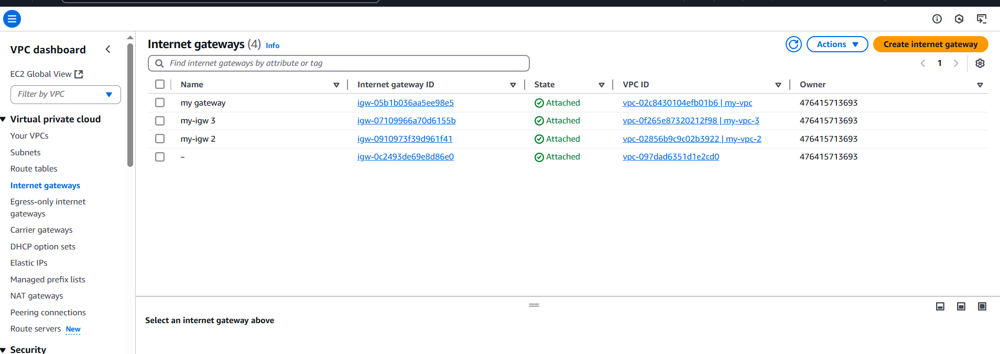 VPC dashboard
EC2 Global View
Filter by VPC
Virtual private cloud
Your VPCs
Subnets
Route tables
Internet gateways
Egress-only internet
gateways
Carrier gateways
DHCP option sets
Elastic IPs
Managed prefix lists
NAT gateways
Peering connections
Route servers New
Security
Internet gateways (4) Info
Actions
Create internet gateway
Find internet gateways by attribute or tag
1
Name Internet gateway ID State VPC ID Owner
my gateway igw-05b1b036aa5ee98e5 Attached vpc-02c8430104efb01b6 | my-vpc 476415713693
my-igw 3 igw-07109966a70d6155b Attached vpc-0f265e87320212f98 | my-vpc-3 476415713693
my-igw 2 igw-0910973f39d961f41 Attached vpc-02856b9c9c02b3922 | my-vpc-2 476415713693
– igw-0c2493de69e8d86e0 Attached vpc-097dad6351d1e2cd0 476415713693
Select an internet gateway above